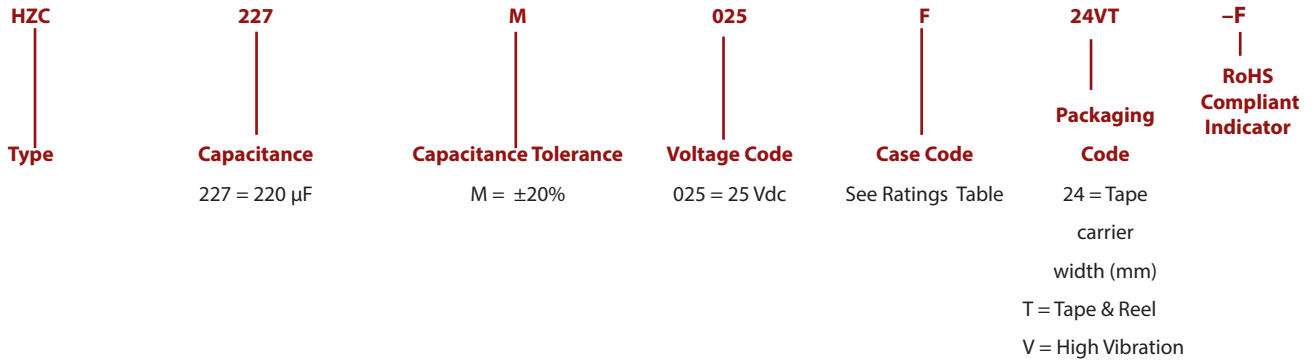 HZC 227 M 025 F 24VT –F
RoHS
Compliant
Indicator
Packaging
Type Capacitance Capacitance Tolerance Voltage Code Case Code Code
227 = 220 µF M = ±20% 025 = 25 Vdc See Ratings Table 24 = Tape
carrier
width (mm)
T = Tape & Reel
V = High Vibration